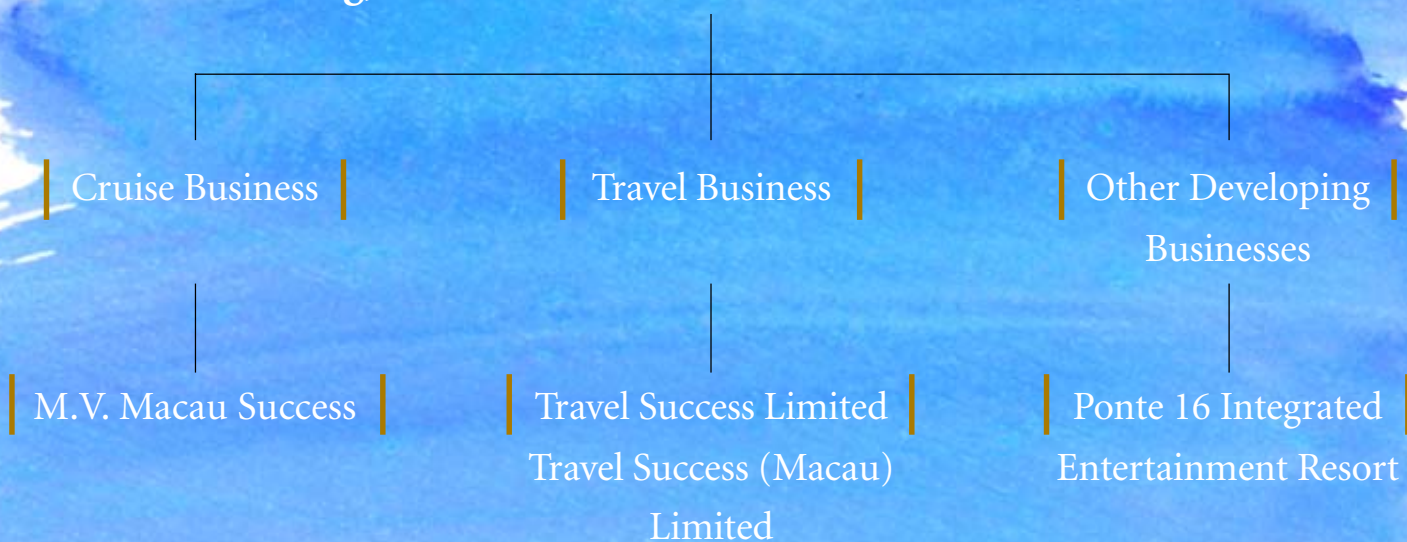 Cruise Business
Travel Business
Other Developing
Businesses
M.V. Macau Success
Travel Success Limited
Travel Success (Macau)
Limited
Ponte 16 Integrated
Entertainment Resort